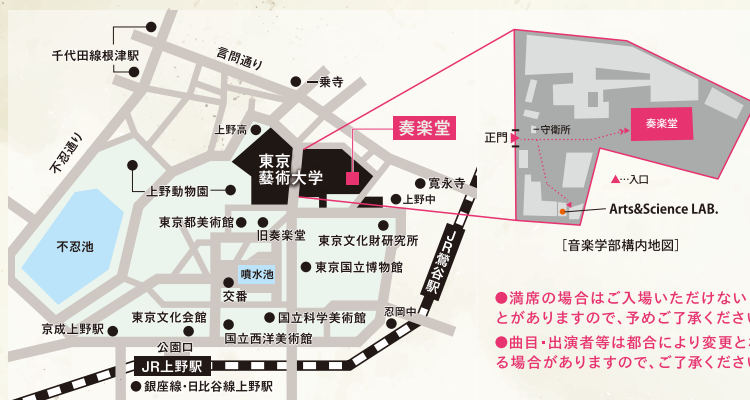 千代田線根津駅
言問通り
一乗寺
上野高
奏楽堂
不忍通り
東京
藝術大学
上野動物園
寛永寺
上野中
東京都美術館
旧奏楽堂
東京文化財研究所
不忍池
噴水池
東京国立博物館
JR鶯谷駅
交番
忍岡中
東京文化会館
国立科学美術館
京成上野駅
国立西洋美術館
公園口
JR上野駅
銀座線・日比谷線上野駅
正門
守衛所
奏楽堂
▲…入口
Arts&Science LAB.
[音楽学部構内地図]
●満席の場合はご入場いただけない
とがありますので、予めご了承くださ
●曲目・出演者等は都合により変更と
る場合がありますので、ご了承くださ